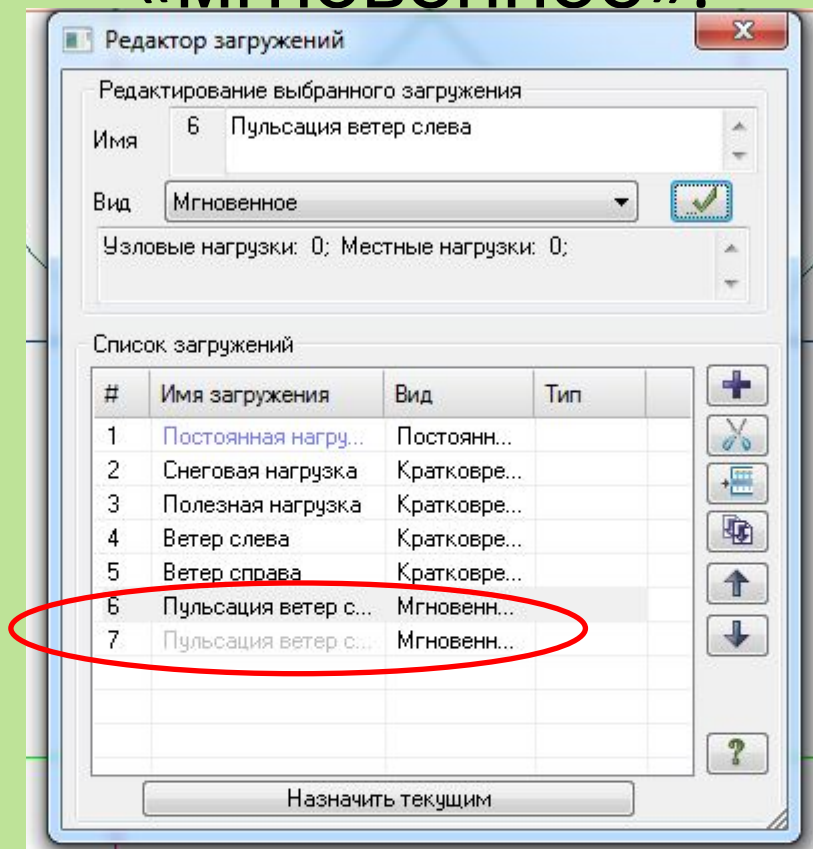 «Мгновенное».
Редактор загружений
Редактирование выбранного загружения
Имя 6 Пульсация ветер слева
Вид Мгновенное
Узловые нагрузки: 0; Местные нагрузки: 0;
Список загружений
# Имя загружения Вид Тип
1 Постоянная нагру... Постоянн...
2 Снеговая нагрузка Кратковре...
3 Полезная нагрузка Кратковре...
4 Ветер слева Кратковре...
5 Ветер справа Кратковре...
6 Пульсация ветер с... Мгновенн...
7 Пульсация ветер с... Мгновенн...
Назначить текущим